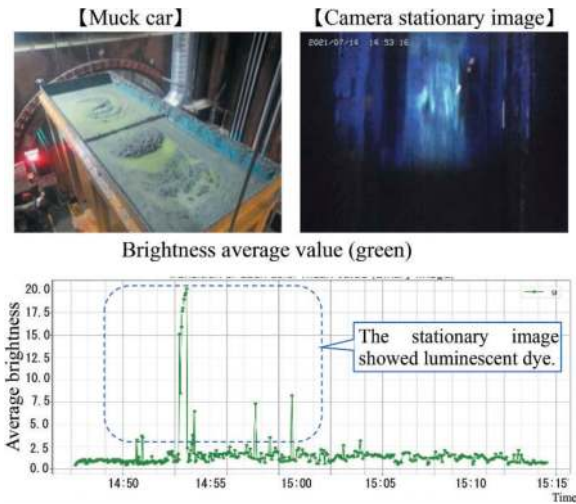 【Muck car】
【Camera stationary image】
2021/07/14 14:53:16
Brightness average value (green)
20.0
17.5
15.0
12.5
10.0
7.5
5.0
2.5
0.0
Average brightness
g
The stationary image
showed luminescent dye.
14:50
14:55
15:00
15:05
15:10
15:15
Time